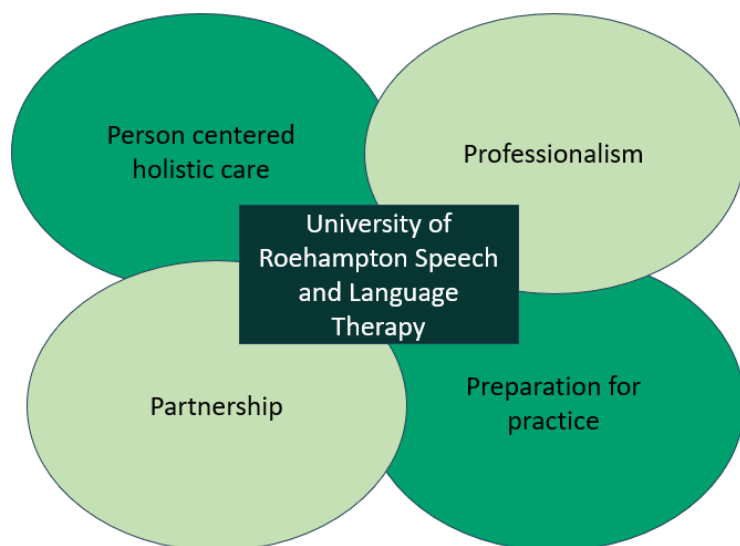 Person centered
holistic care
Professionalism
University of
Roehampton Speech
and Language
Therapy
Partnership
Preparation for
practice